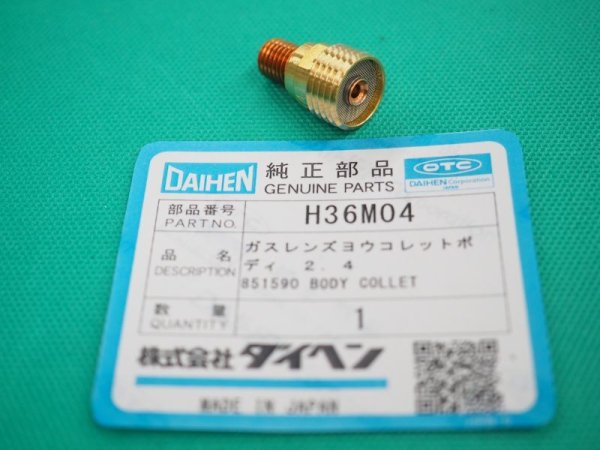 DAIHEN 純正部品 OTC
GENUINE PARTS DAIHEN Corporation
JAPAN
部品番号 H36M04
PART NO.
品名 ガスレンズヨウコレットボ
DESCRIPTION ディ 2.4
851590 BODY COLLET
数量 1
QUANTITY
株式会社ダイヘン
MADE IN JAPAN